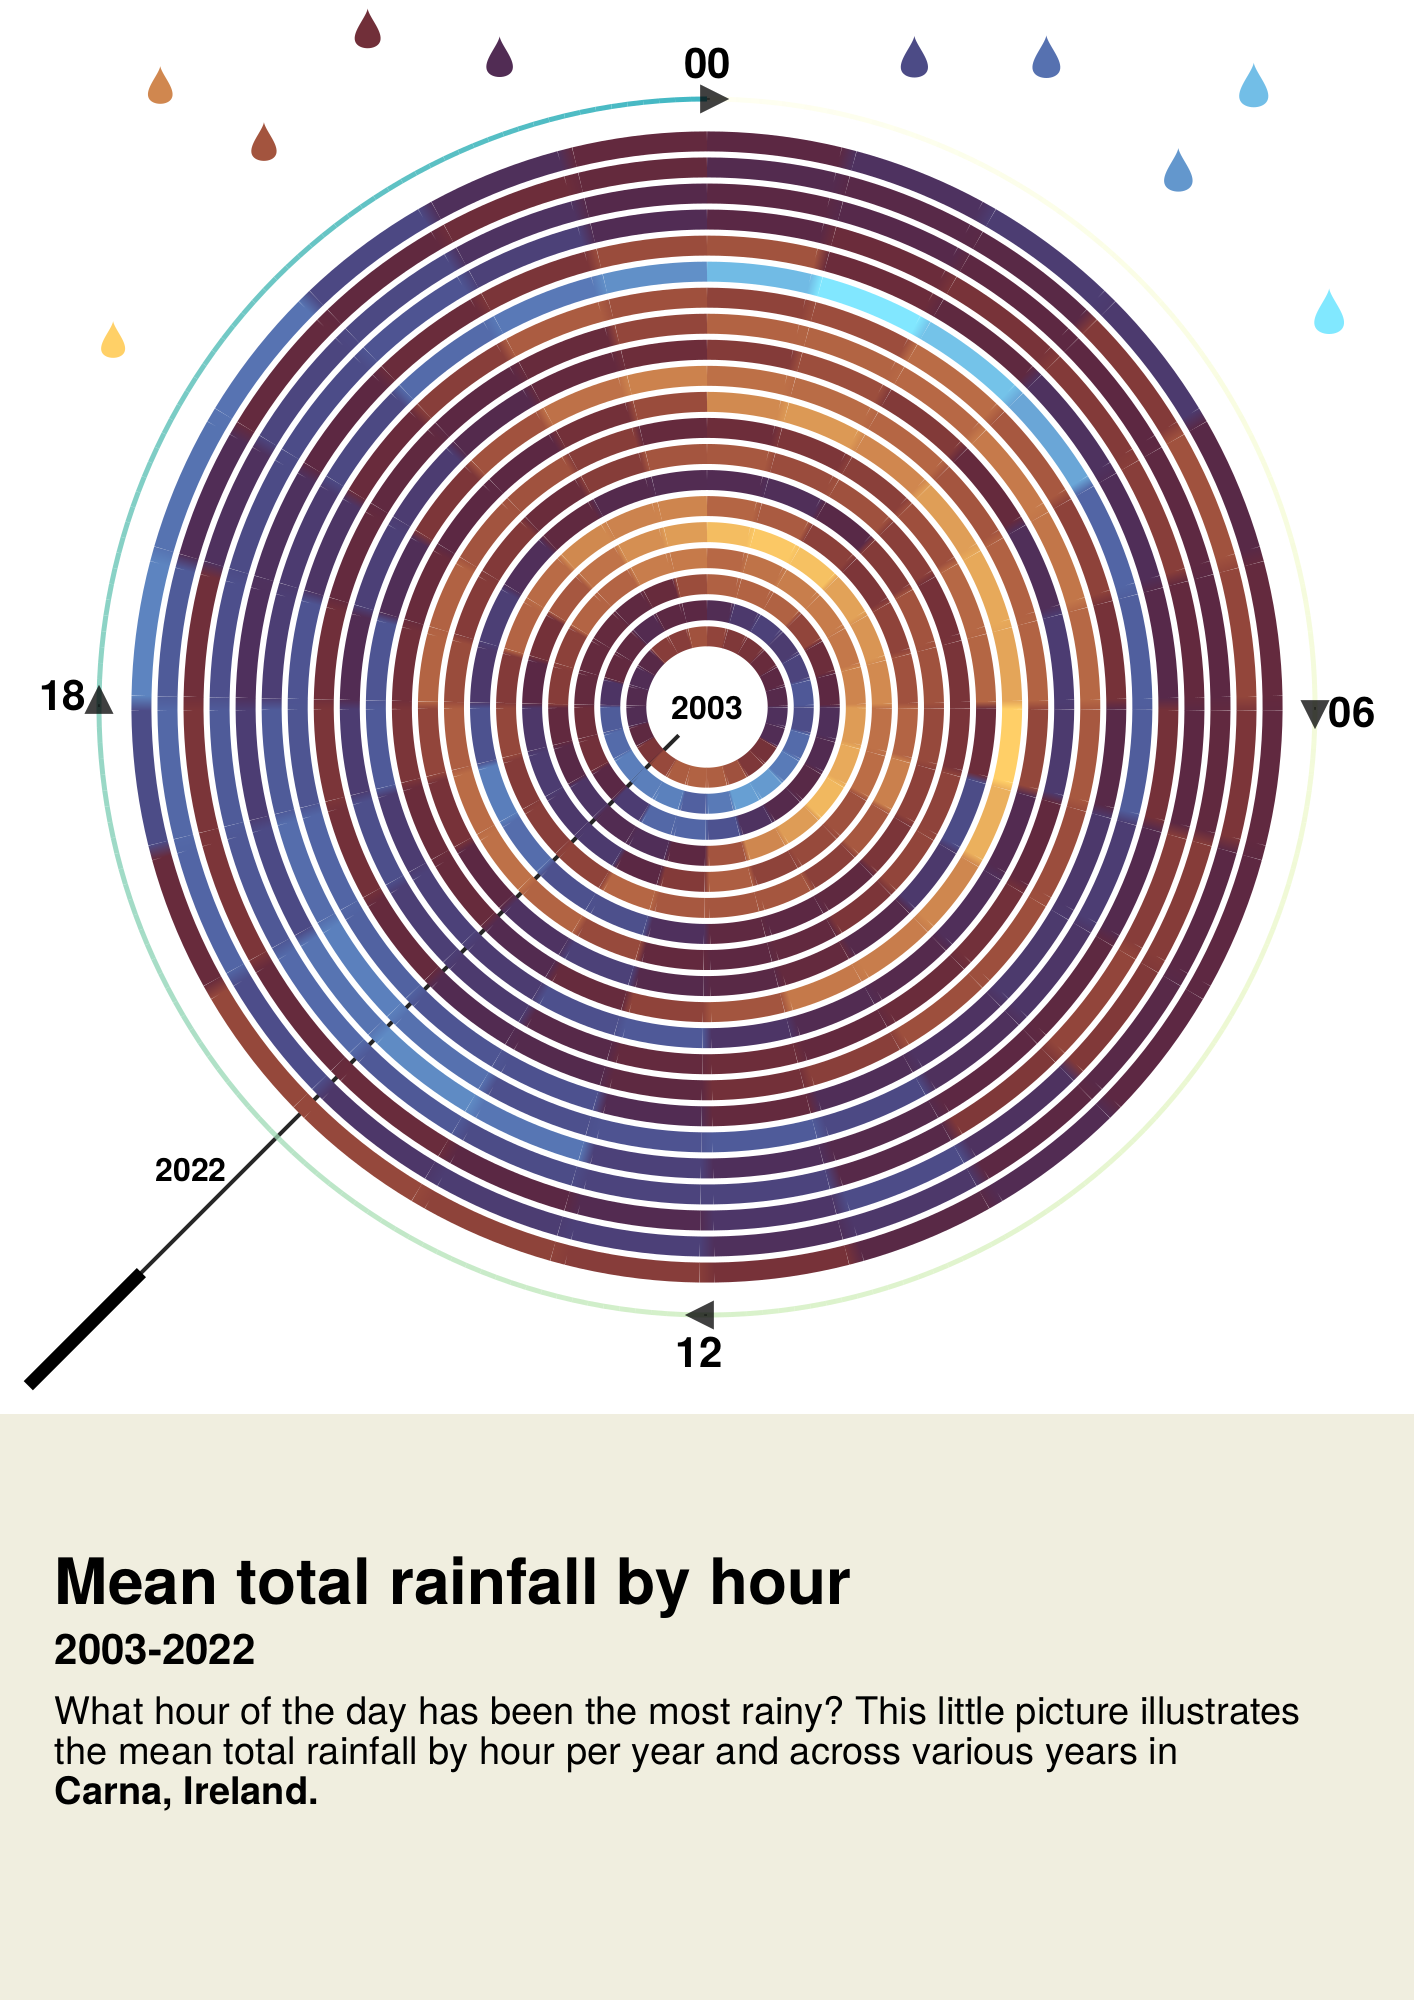 00
18
2003
06
2022
12
Mean total rainfall by hour
2003-2022
What hour of the day has been the most rainy? This little picture illustrates
the mean total rainfall by hour per year and across various years in
Carna, Ireland.